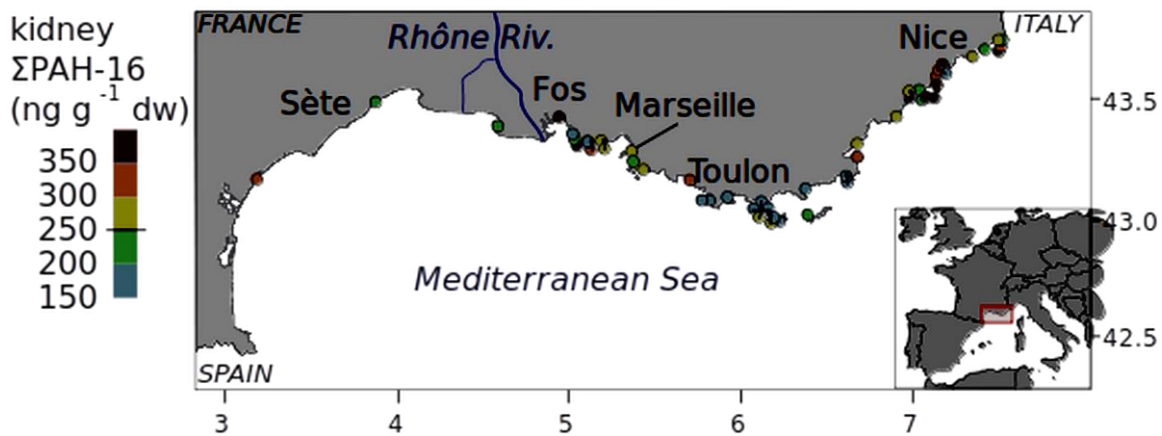 kidney
ΣPAH-16
(ng g⁻¹ dw)
350
300
250
200
150
FRANCE
Rhône Riv.
Nice
ITALY
Sète
Fos
Marseille
Toulon
Mediterranean Sea
SPAIN
43.5
43.0
42.5
3 4 5 6 7